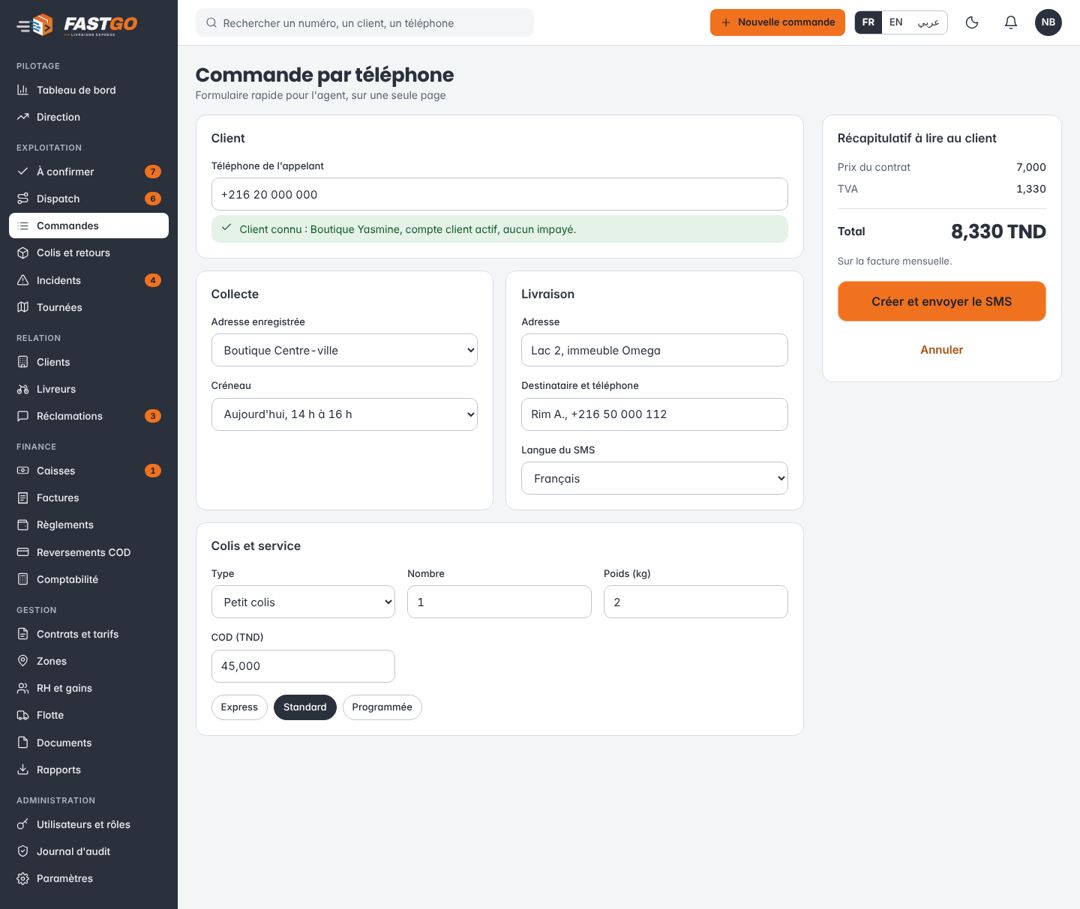 FASTGO
LIVRAISON EXPRESS
PILOTAGE
Tableau de bord
Direction
EXPLOITATION
À confirmer 7
Dispatch 6
Commandes
Colis et retours
Incidents 4
Tournées
RELATION
Clients
Livreurs
Réclamations 3
FINANCE
Caisses 1
Factures
Règlements
Reversements COD
Comptabilité
GESTION
Contrats et tarifs
Zones
RH et gains
Flotte
Documents
Rapports
ADMINISTRATION
Utilisateurs et rôles
Journal d'audit
Paramètres
Rechercher un numéro, un client, un téléphone
Nouvelle commande
FR EN عربي
NB
Commande par téléphone
Formulaire rapide pour l'agent, sur une seule page
Client
Téléphone de l'appelant
+216 20 000 000
Client connu : Boutique Yasmine, compte client actif, aucun impayé.
Collecte
Adresse enregistrée
Boutique Centre-ville
Créneau
Aujourd'hui, 14 h à 16 h
Livraison
Adresse
Lac 2, immeuble Omega
Destinataire et téléphone
Rim A., +216 50 000 112
Langue du SMS
Français
Colis et service
Type Nombre Poids (kg)
Petit colis 1 2
COD (TND)
45,000
Express Standard Programmée
Récapitulatif à lire au client
Prix du contrat 7,000
TVA 1,330
Total 8,330 TND
Sur la facture mensuelle.
Créer et envoyer le SMS
Annuler